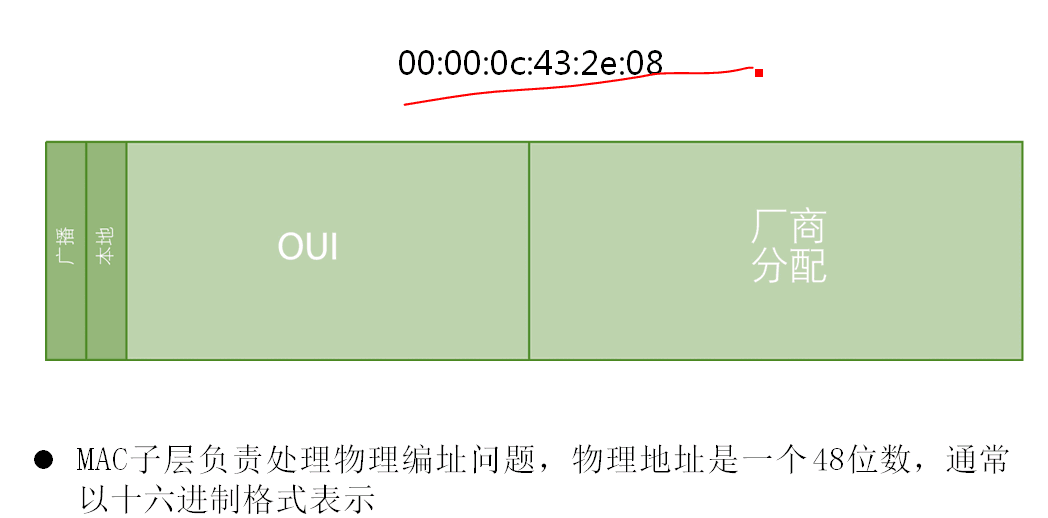 00:00:0c:43:2e:08
广播
本地
OUI
厂商
分配
● MAC子层负责处理物理编址问题，物理地址是一个48位数，通常
以十六进制格式表示